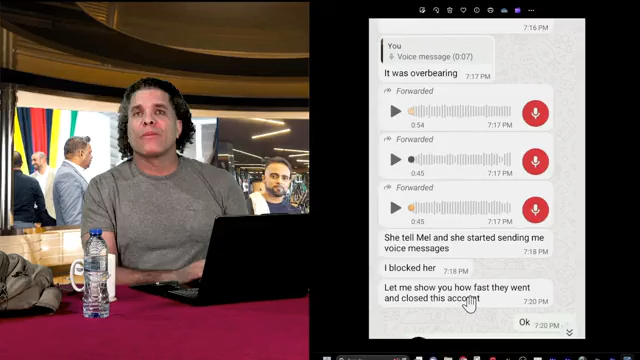 7:16 PM
You
Voice message (0:07)
It was overbearing
7:17 PM
Forwarded
0:54
7:17 PM
Forwarded
0:45
7:17 PM
Forwarded
0:45
7:17 PM
She tell Mel and she started sending me
voice messages
7:18 PM
I blocked her
7:18 PM
Let me show you how fast they went
and closed this account
7:20 PM
Ok
7:20 PM